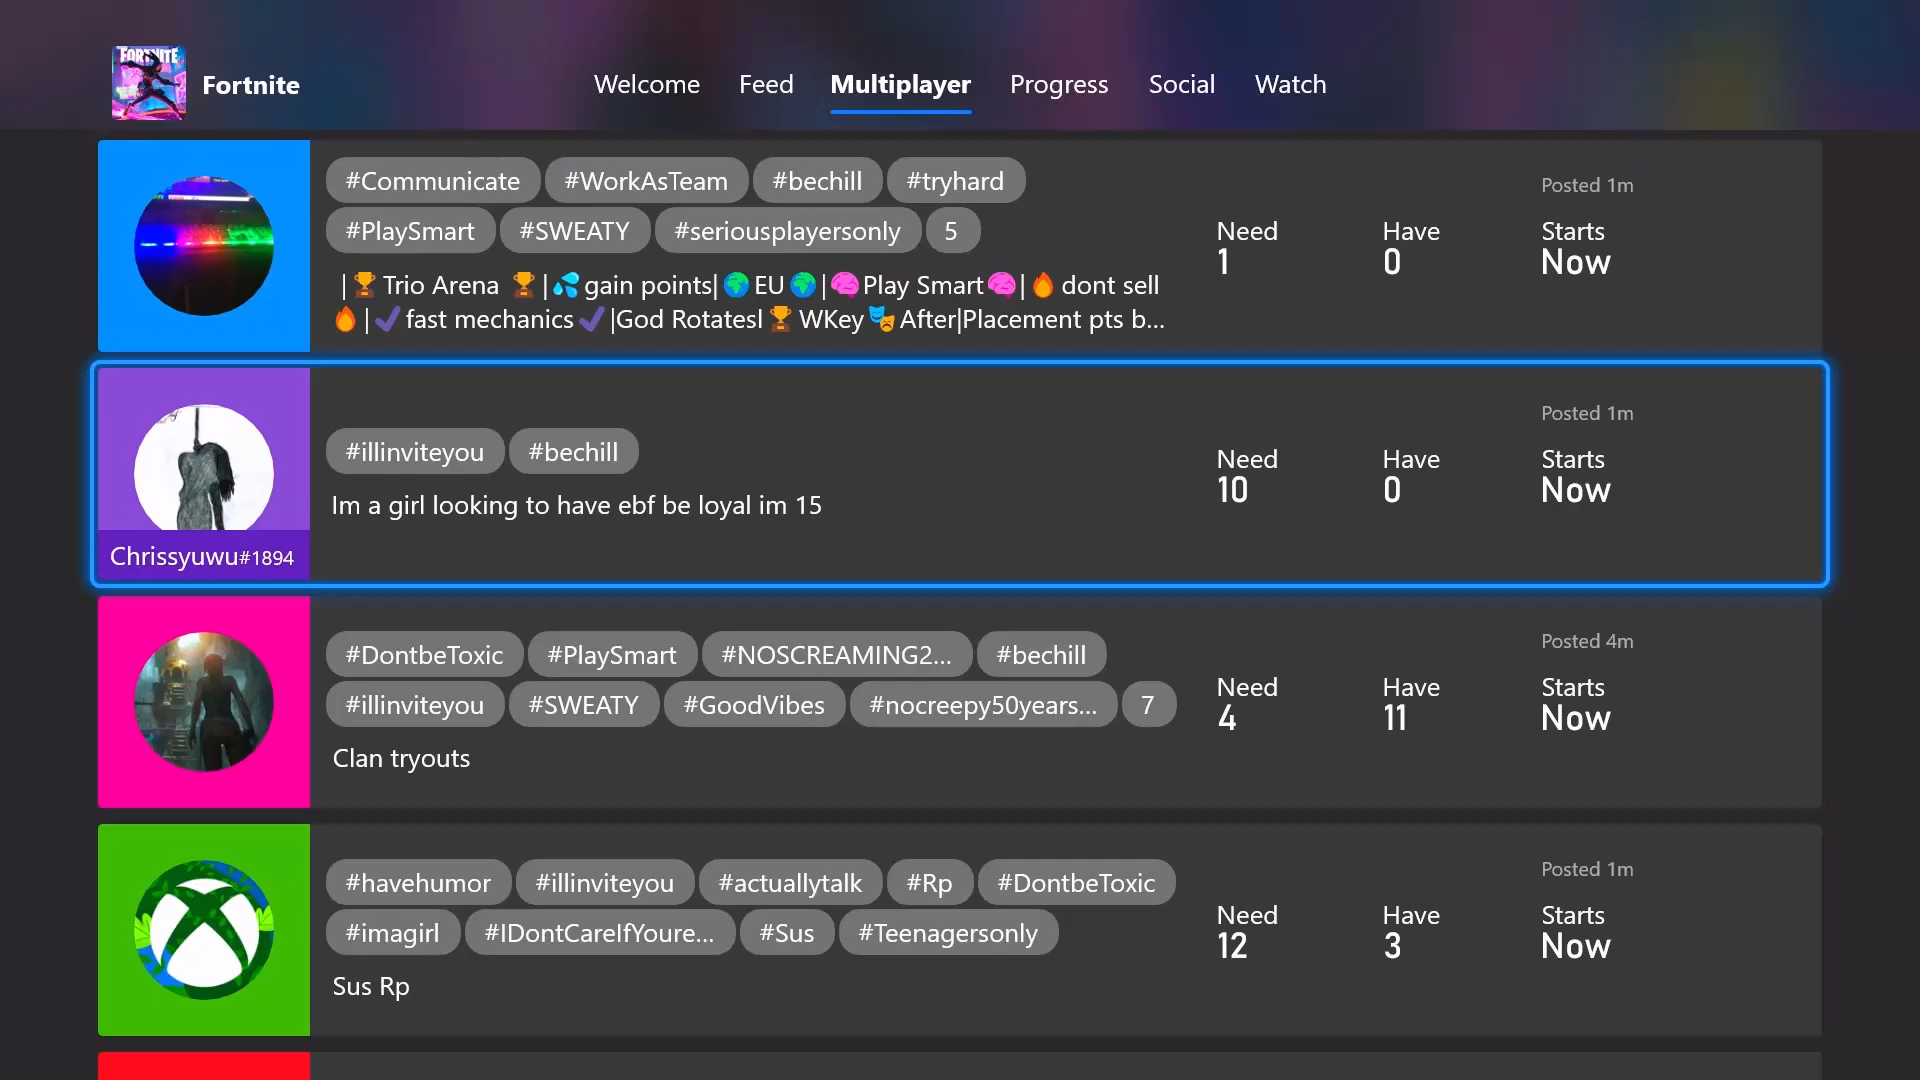 FORTNITE
Fortnite
Welcome Feed Multiplayer Progress Social Watch
#Communicate #WorkAsTeam #bechill #tryhard
#PlaySmart #SWEATY #seriousplayersonly 5
|🏆Trio Arena 🏆|💦gain points|🌍EU🌍|🧠Play Smart🧠|🔥dont sell
🔥|✔fast mechanics✔|God Rotatesl🏆WKey🎭After|Placement pts b...
Need
1
Have
0
Posted 1m
Starts
Now
Chrissyuwu#1894
#illinviteyou #bechill
Im a girl looking to have ebf be loyal im 15
Need
10
Have
0
Posted 1m
Starts
Now
#DontbeToxic #PlaySmart #NOSCREAMING2... #bechill
#illinviteyou #SWEATY #GoodVibes #nocreepy50years... 7
Clan tryouts
Need
4
Have
11
Posted 4m
Starts
Now
#havehumor #illinviteyou #actuallytalk #Rp #DontbeToxic
#imagirl #IDontCareIfYoure... #Sus #Teenagersonly
Sus Rp
Need
12
Have
3
Posted 1m
Starts
Now